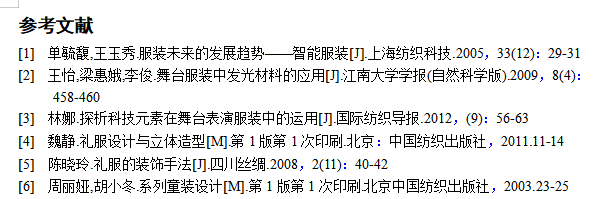 参考文献
[1] 单毓馥,王玉秀.服装未来的发展趋势——智能服装[J].上海纺织科技.2005，33(12)：29-31
[2] 王怡,梁惠娥,李俊.舞台服装中发光材料的应用[J].江南大学学报(自然科学版).2009，8(4)：
458-460
[3] 林娜.探析科技元素在舞台表演服装中的运用[J].国际纺织导报.2012，(9)：56-63
[4] 魏静.礼服设计与立体造型[M].第1版第1次印刷.北京：中国纺织出版社，2011.11-14
[5] 陈晓玲.礼服的装饰手法[J].四川丝绸.2008，2(11)：40-42
[6] 周丽娅,胡小冬.系列童装设计[M].第1版第1次印刷.北京中国纺织出版社，2003.23-25